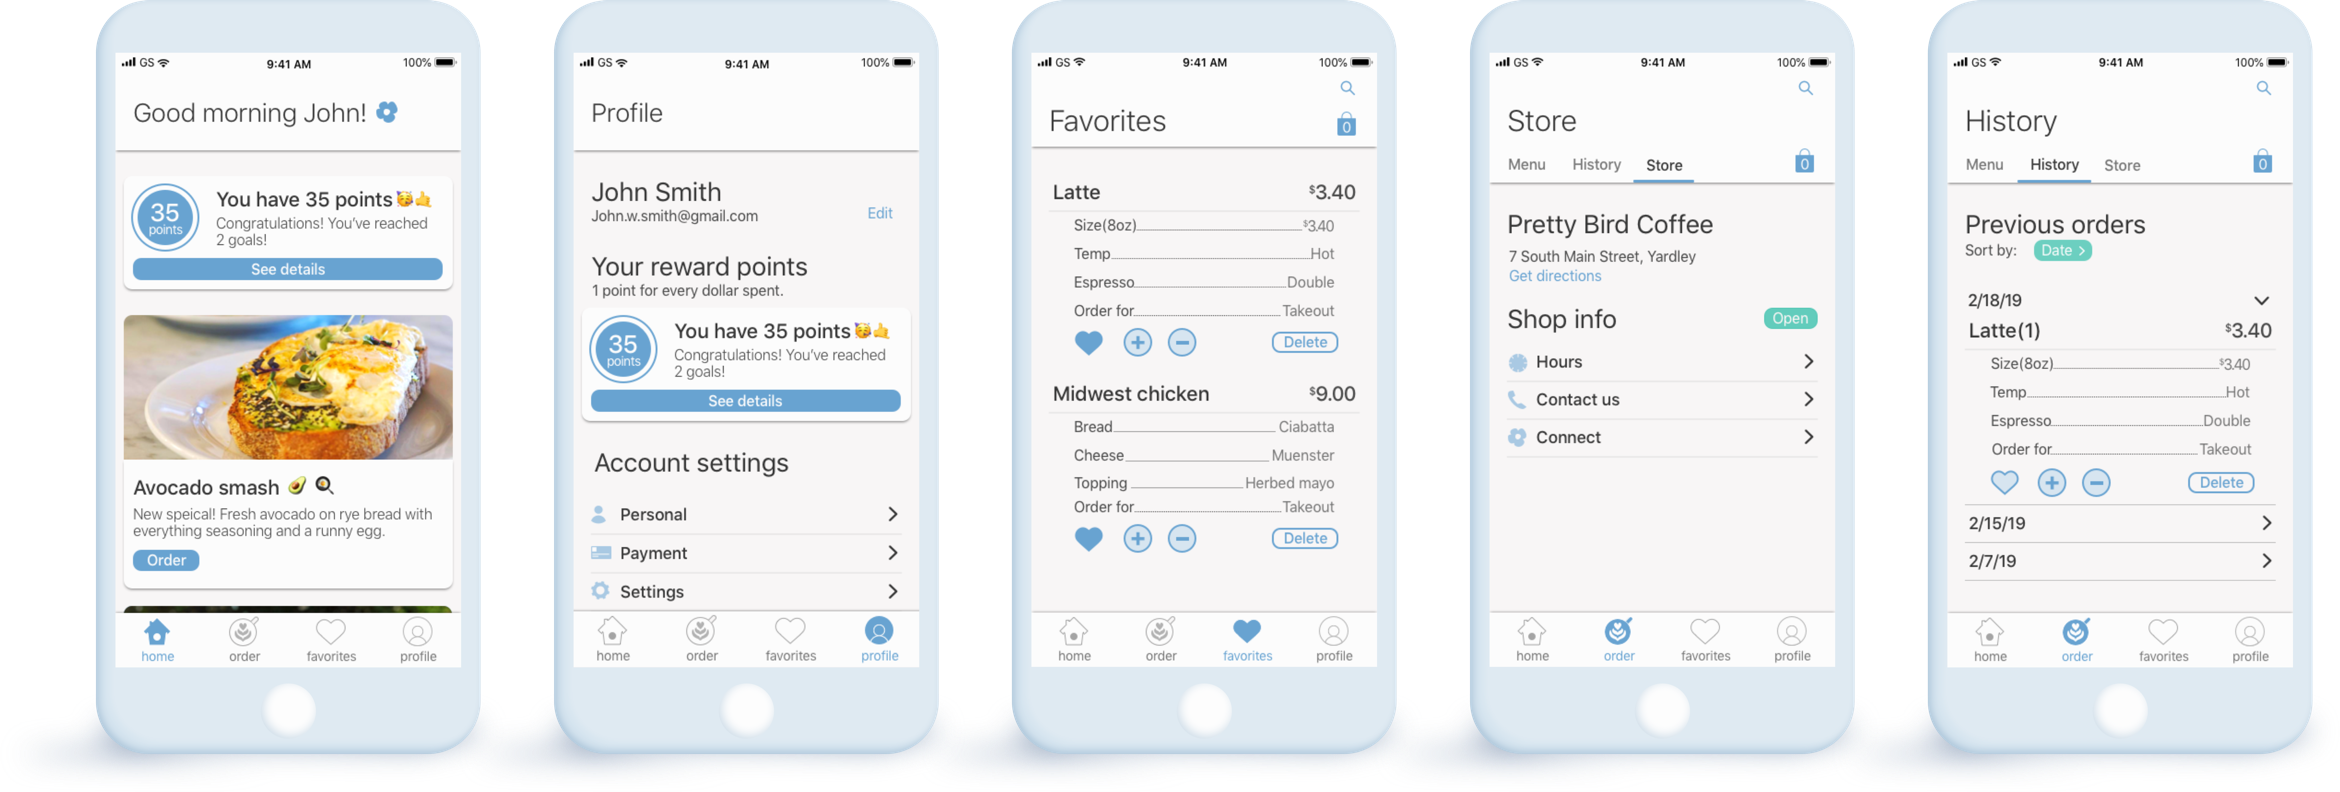 GS 9:41 AM 100%
Good morning John!
35 points
You have 35 points
Congratulations! You've reached
2 goals!
See details
Avocado smash
New speical! Fresh avocado on rye bread with
everything seasoning and a runny egg.
Order
home order favorites profile
GS 9:41 AM 100%
Profile
John Smith
John.w.smith@gmail.com
Edit
Your reward points
1 point for every dollar spent.
35 points
You have 35 points
Congratulations! You've reached
2 goals!
See details
Account settings
Personal
Payment
Settings
home order favorites profile
GS 9:41 AM 100%
Favorites
0
Latte $3.40
Size(8oz) $3.40
Temp Hot
Espresso Double
Order for Takeout
Delete
Midwest chicken $9.00
Bread Ciabatta
Cheese Muenster
Topping Herbed mayo
Order for Takeout
Delete
home order favorites profile
GS 9:41 AM 100%
Store
Menu History Store 0
Pretty Bird Coffee
7 South Main Street, Yardley
Get directions
Shop info Open
Hours
Contact us
Connect
home order favorites profile
GS 9:41 AM 100%
History
Menu History Store 0
Previous orders
Sort by: Date >
2/18/19
Latte(1) $3.40
Size(8oz) $3.40
Temp Hot
Espresso Double
Order for Takeout
Delete
2/15/19
2/7/19
home order favorites profile